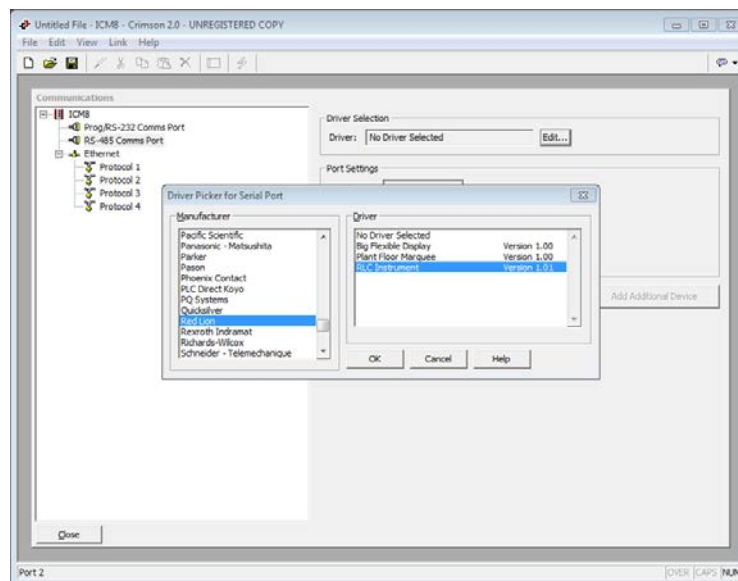 Untitled File - ICM8 - Crimson 2.0 - UNREGISTERED COPY
File Edit View Link Help
Communications
ICM8
Prog/RS-232 Comms Port
RS-485 Comms Port
Ethernet
Protocol 1
Protocol 2
Protocol 3
Protocol 4
Driver Selection
Driver: No Driver Selected Edit...
Port Settings
Driver Picker for Serial Port
Manufacturer
Pacific Scientific
Panasonic - Matsushita
Parker
Pason
Phoenix Contact
PLC Direct Koyo
PQ Systems
Quicksilver
Red Lion
Rexroth Indramat
Richards-Wilcox
Schneider - Telemechanique
Driver
No Driver Selected
Big Flexible Display Version 1.00
Plant Floor Marquee Version 1.00
RLC Instrument Version 1.01
OK Cancel Help
Add Additional Device
Close
Port 2 OVER CAPS NUM